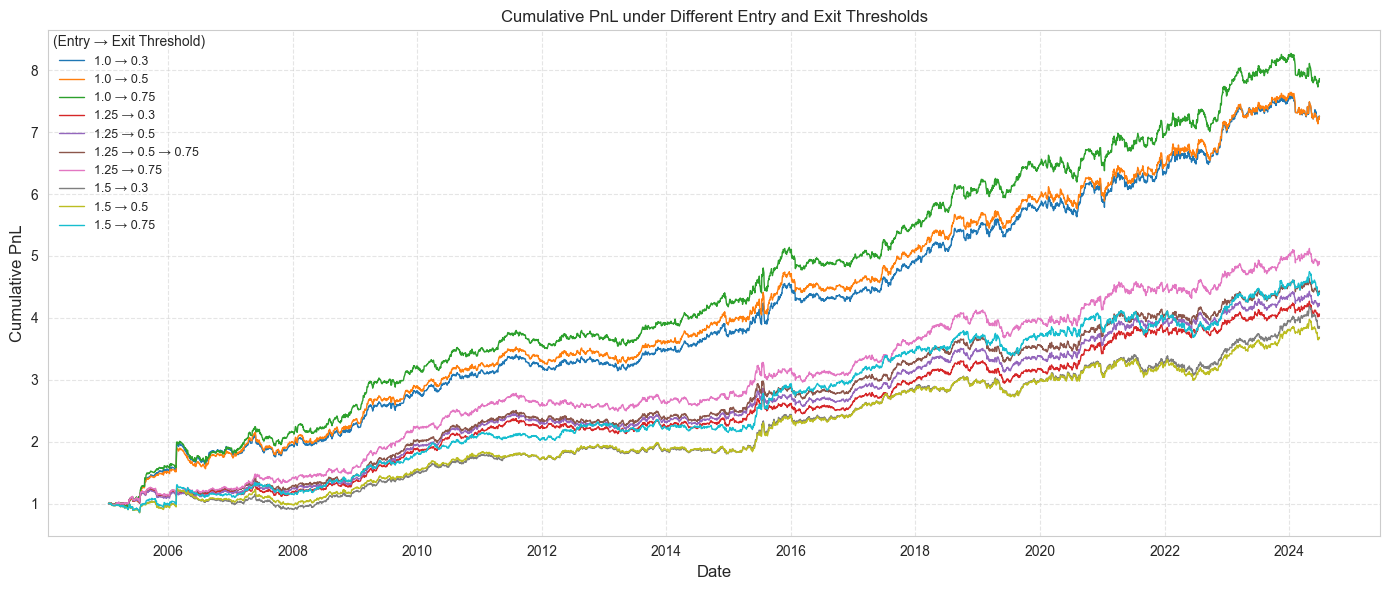 Cumulative PnL under Different Entry and Exit Thresholds
(Entry → Exit Threshold)
1.0 → 0.3
1.0 → 0.5
1.0 → 0.75
1.25 → 0.3
1.25 → 0.5
1.25 → 0.5 → 0.75
1.25 → 0.75
1.5 → 0.3
1.5 → 0.5
1.5 → 0.75
Cumulative PnL
8
7
6
5
4
3
2
1
2006 2008 2010 2012 2014 2016 2018 2020 2022 2024
Date